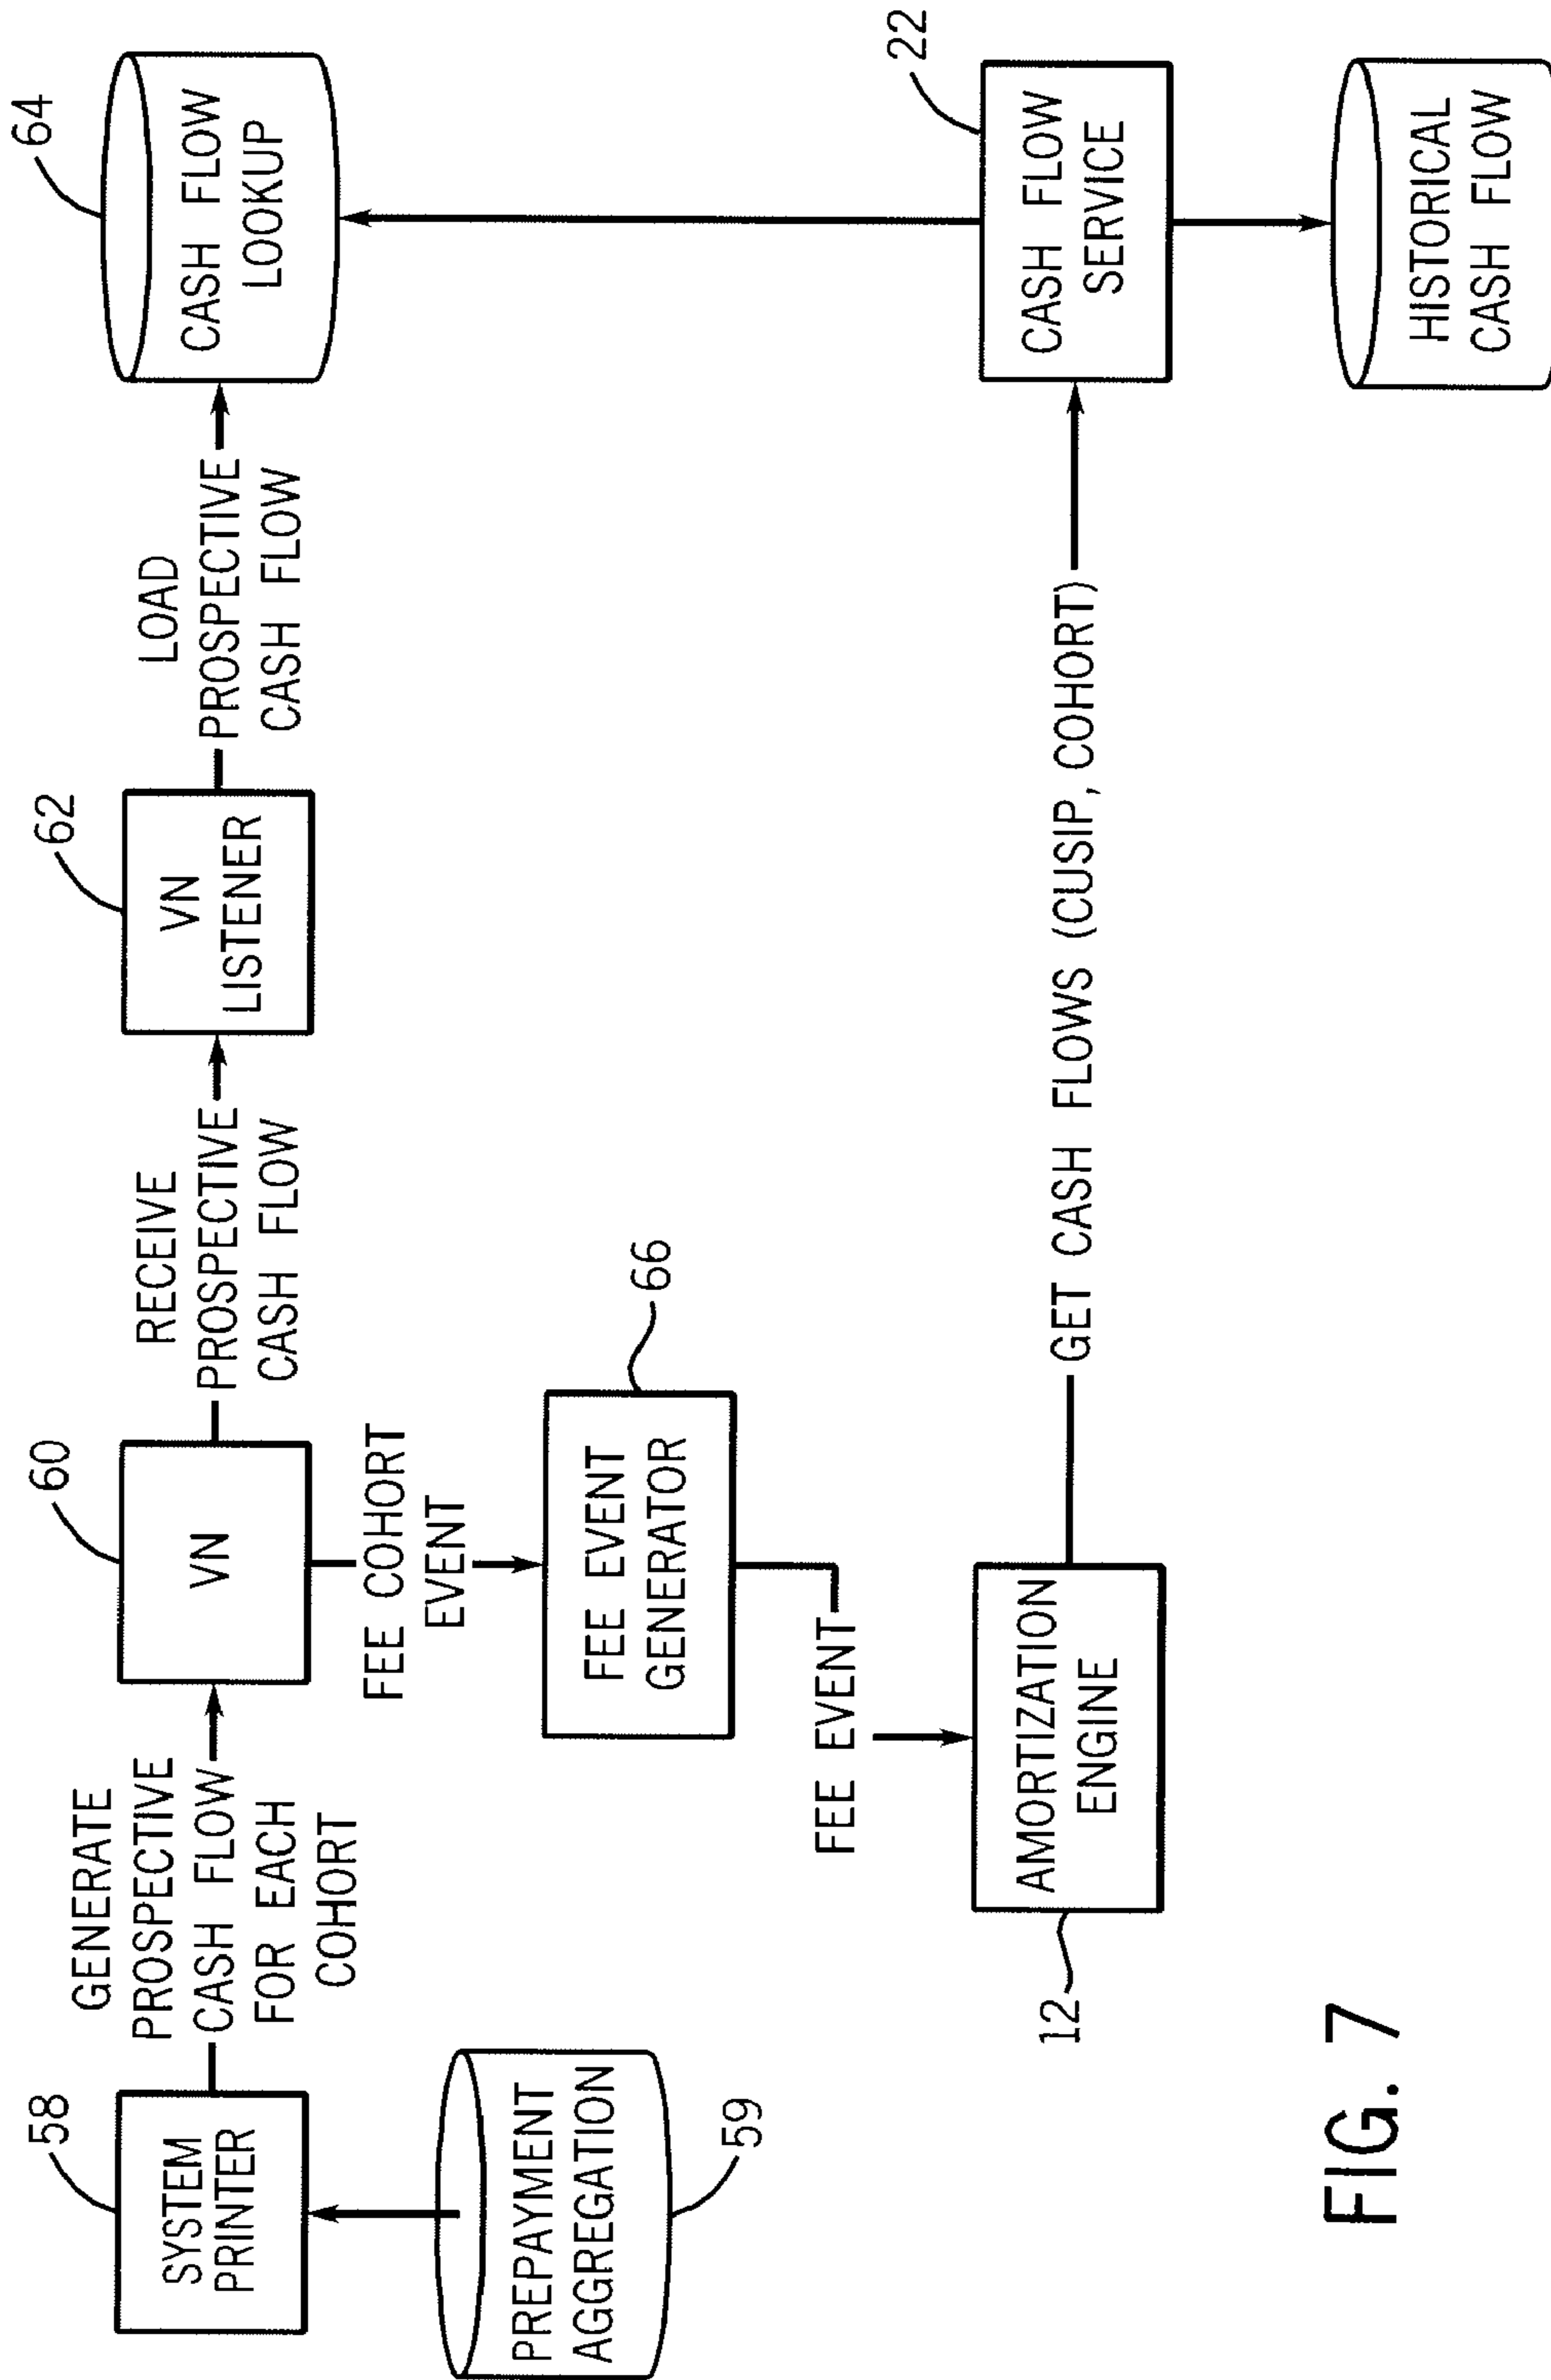 58
SYSTEM
PRINTER
PREPAYMENT
AGGREGATION
59
GENERATE
PROSPECTIVE
CASH FLOW
FOR EACH
COHORT
60
VN
RECEIVE
PROSPECTIVE
CASH FLOW
62
VN
LISTENER
LOAD
PROSPECTIVE
CASH FLOW
64
CASH FLOW
LOOKUP
FEE COHORT
EVENT
FEE EVENT
GENERATOR
66
FEE EVENT
AMORTIZATION
ENGINE
12
GET CASH FLOWS (CUSIP, COHORT)
CASH FLOW
SERVICE
22
HISTORICAL
CASH FLOW
FIG. 7